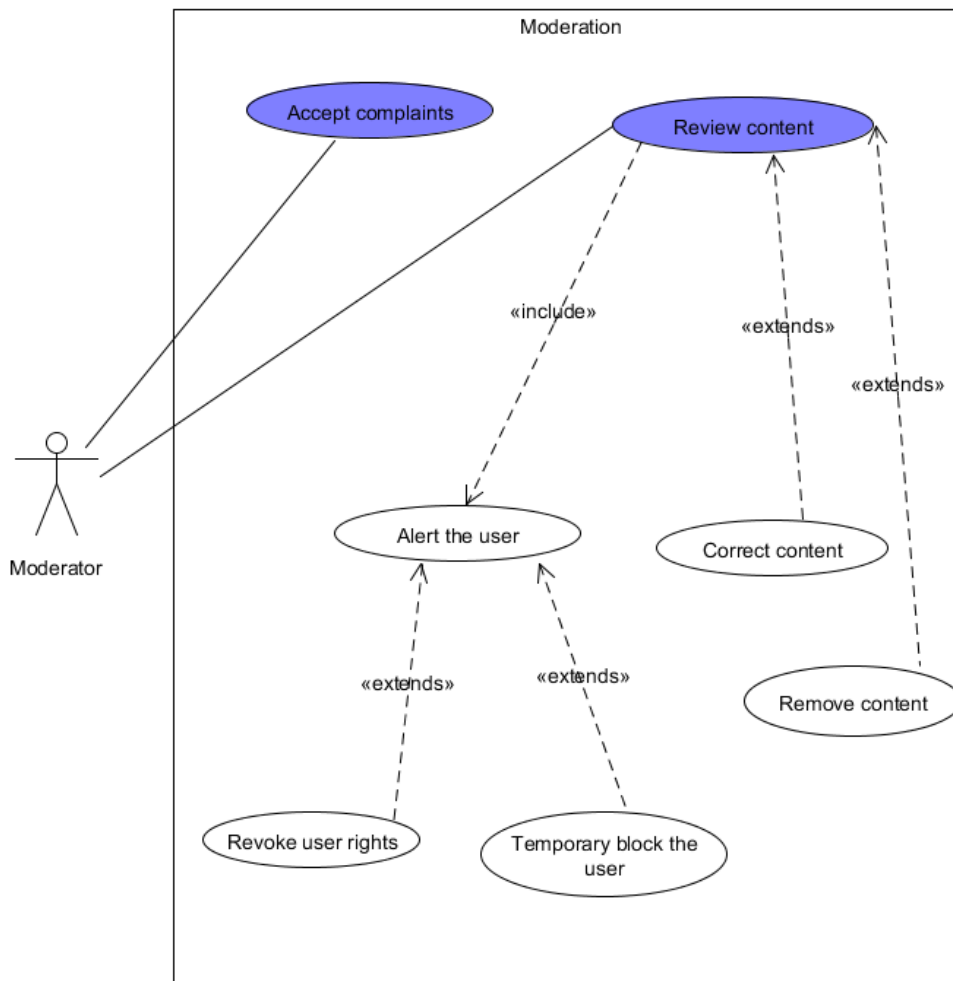 Moderation
Accept complaints
Review content
«include»
«extends»
«extends»
Moderator
Alert the user
Correct content
«extends»
«extends»
Remove content
Revoke user rights
Temporary block the
user